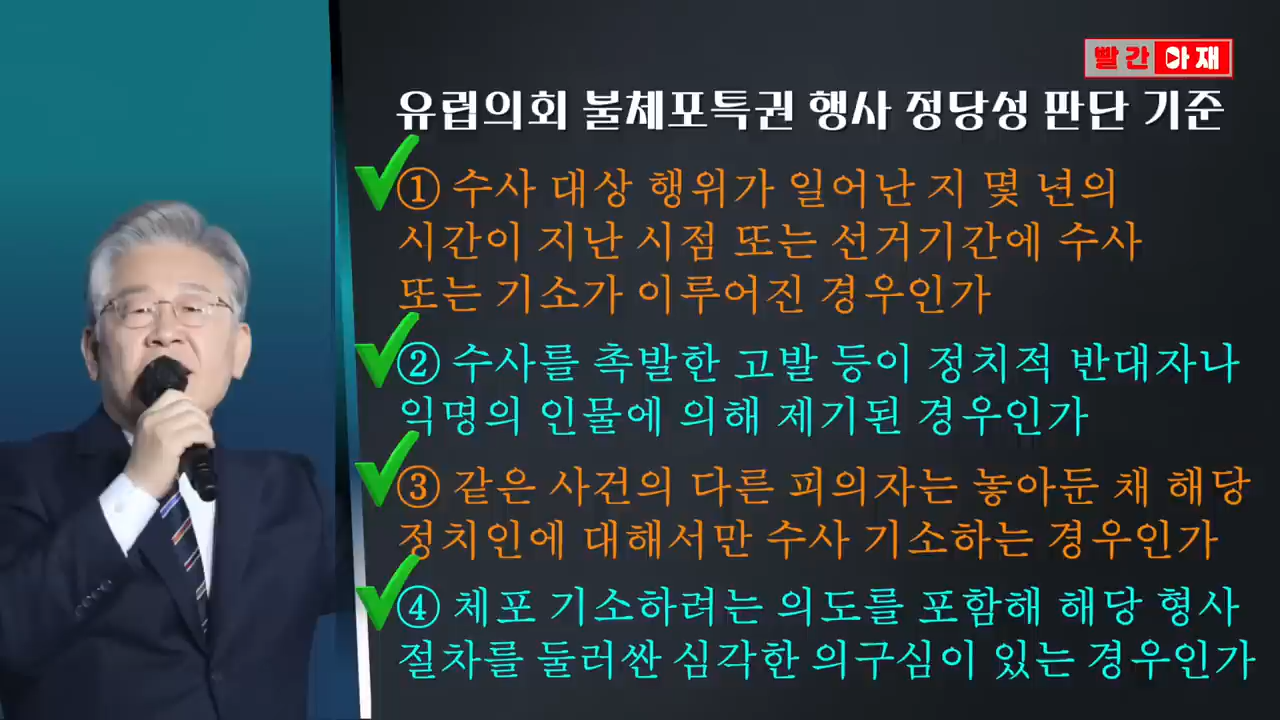 빨간아재
유럽의회 불체포특권 행사 정당성 판단 기준
① 수사 대상 행위가 일어난 지 몇 년의
시간이 지난 시점 또는 선거기간에 수사
또는 기소가 이루어진 경우인가
② 수사를 촉발한 고발 등이 정치적 반대자나
익명의 인물에 의해 제기된 경우인가
③ 같은 사건의 다른 피의자는 놓아둔 채 해당
정치인에 대해서만 수사 기소하는 경우인가
④ 체포 기소하려는 의도를 포함해 해당 형사
절차를 둘러싼 심각한 의구심이 있는 경우인가